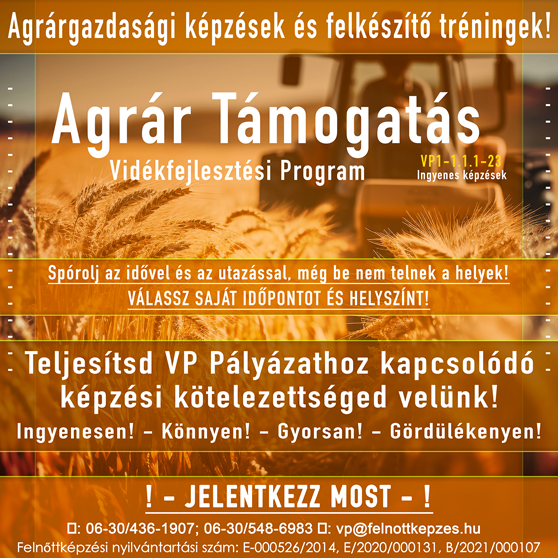 Agrárgazdasági képzések és felkészítő tréningek!
Agrár Támogatás
Vidékfejlesztési Program
VP1-1.1.1-23
Ingyenes képzések
Spórolj az idővel és az utazással, még be nem telnek a helyek!
VÁLASSZ SAJÁT IDŐPONTOT ÉS HELYSZÍNT!
Teljesítsd VP Pályázathoz kapcsolódó
képzési kötelezettséged velünk!
Ingyenesen! - Könnyen! - Gyorsan! - Gördülékenyen!
! - JELENTKEZZ MOST - !
▯: 06-30/436-1907; 06-30/548-6983 ▯: vp@felnottkepzes.hu
Felnőttképzési nyilvántartási szám: E-000526/2014, E/2020/000131, B/2021/000107